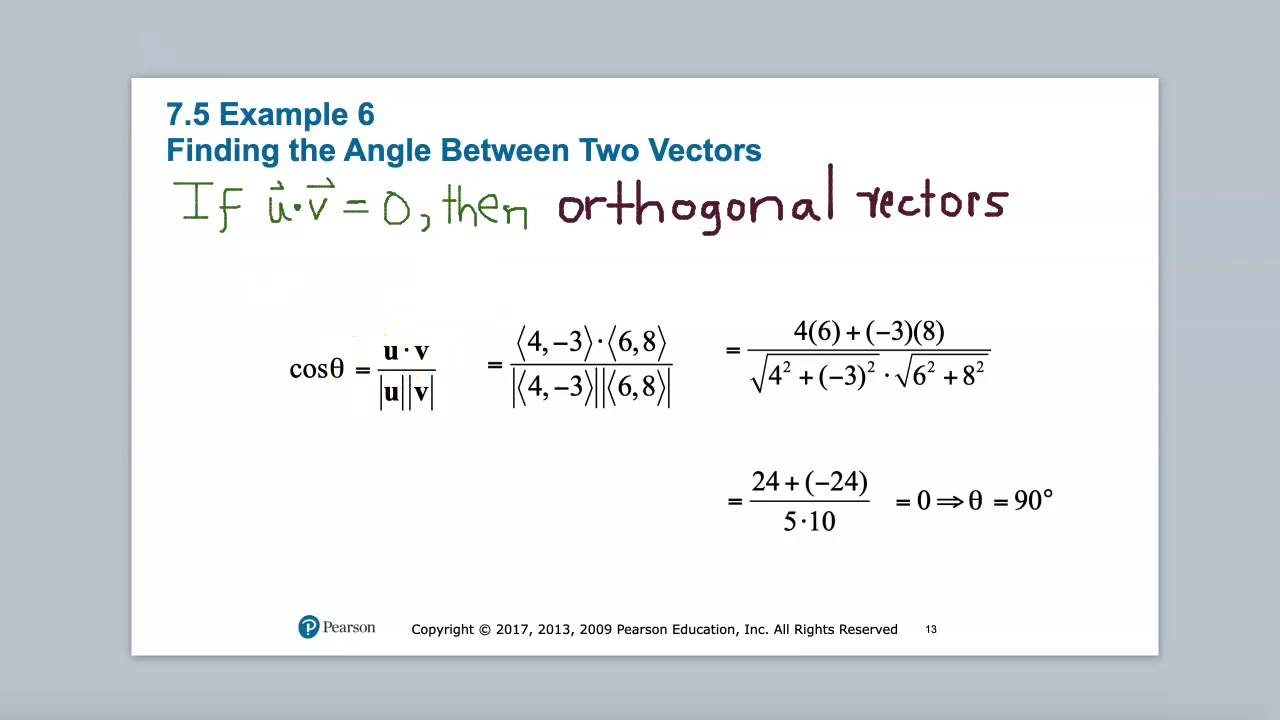 7.5 Example 6
Finding the Angle Between Two Vectors
If u⃗·v⃗ = 0, then orthogonal vectors
cosθ = u · v / |u||v| = ⟨4, −3⟩·⟨6, 8⟩ / |⟨4, −3⟩||⟨6, 8⟩| = 4(6) + (−3)(8) / √(4² + (−3)²) · √(6² + 8²)
= 24 + (−24) / 5·10 = 0 ⇒ θ = 90°
Pearson Copyright © 2017, 2013, 2009 Pearson Education, Inc. All Rights Reserved 13